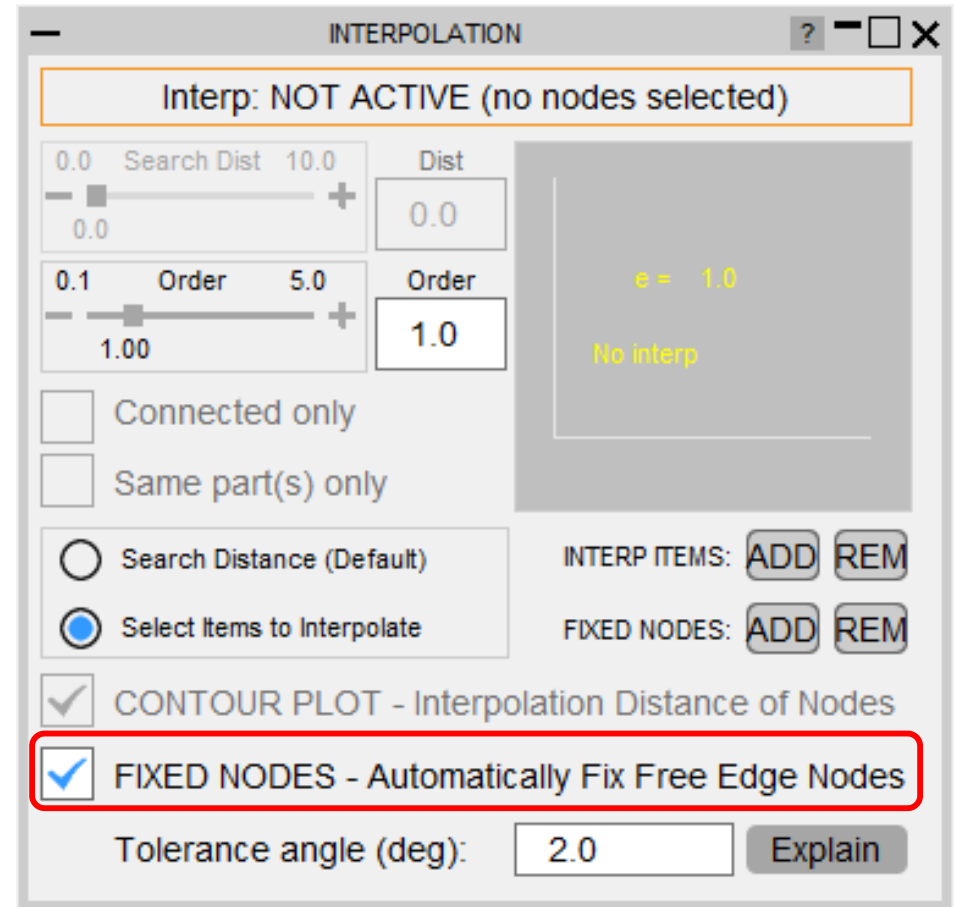 INTERPOLATION ?
Interp: NOT ACTIVE (no nodes selected)
0.0 Search Dist 10.0 Dist
0.0 0.0
0.1 Order 5.0 Order
1.00 1.0
e = 1.0
No interp
Connected only
Same part(s) only
Search Distance (Default)
INTERP ITEMS: ADD REM
Select Items to Interpolate
FIXED NODES: ADD REM
CONTOUR PLOT - Interpolation Distance of Nodes
FIXED NODES - Automatically Fix Free Edge Nodes
Tolerance angle (deg): 2.0 Explain